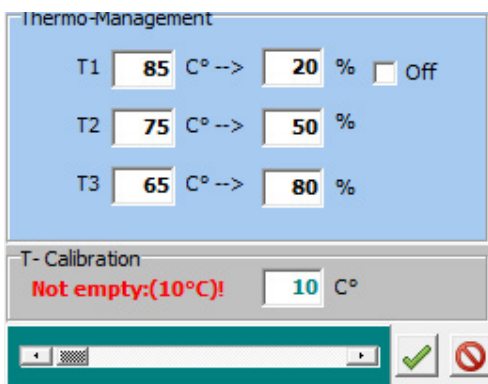 Thermo-Management
T1 85 C° --> 20 % Off
T2 75 C° --> 50 %
T3 65 C° --> 80 %
T- Calibration
Not empty:(10°C)! 10 C°